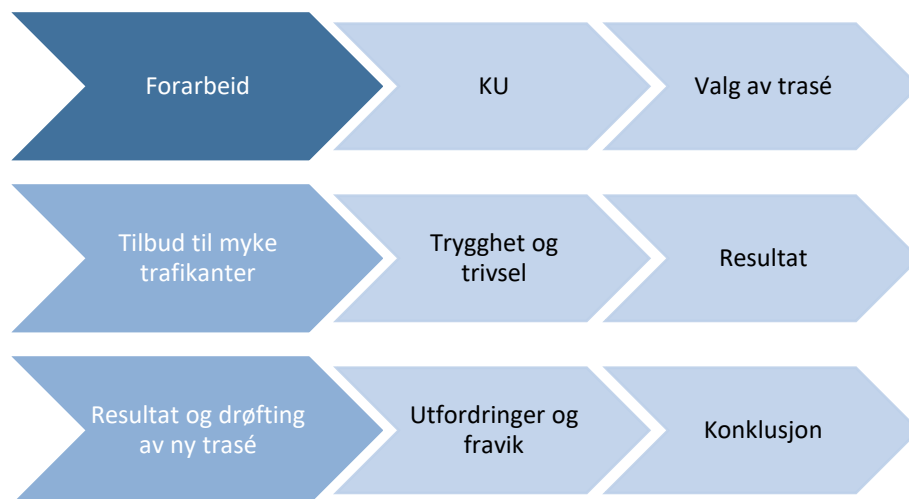 Forarbeid
KU
Valg av trasé
Tilbud til myke
trafikanter
Trygghet og
trivsel
Resultat
Resultat og drøfting
av ny trasé
Utfordringer og
fravik
Konklusjon